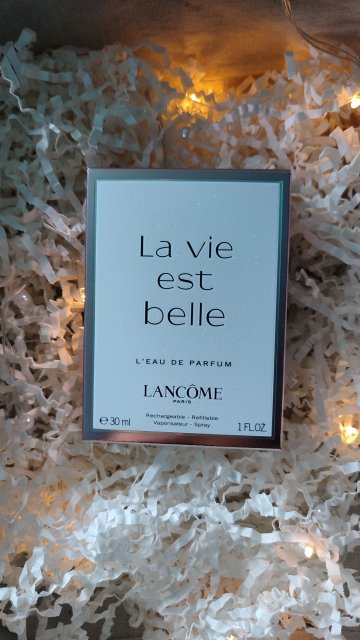 La vie
est
belle
L'EAU DE PARFUM
LANCÔME
PARIS
Rechargeable - Refillable
Vaporisateur - Spray
℮30 ml
1 FL.OZ.